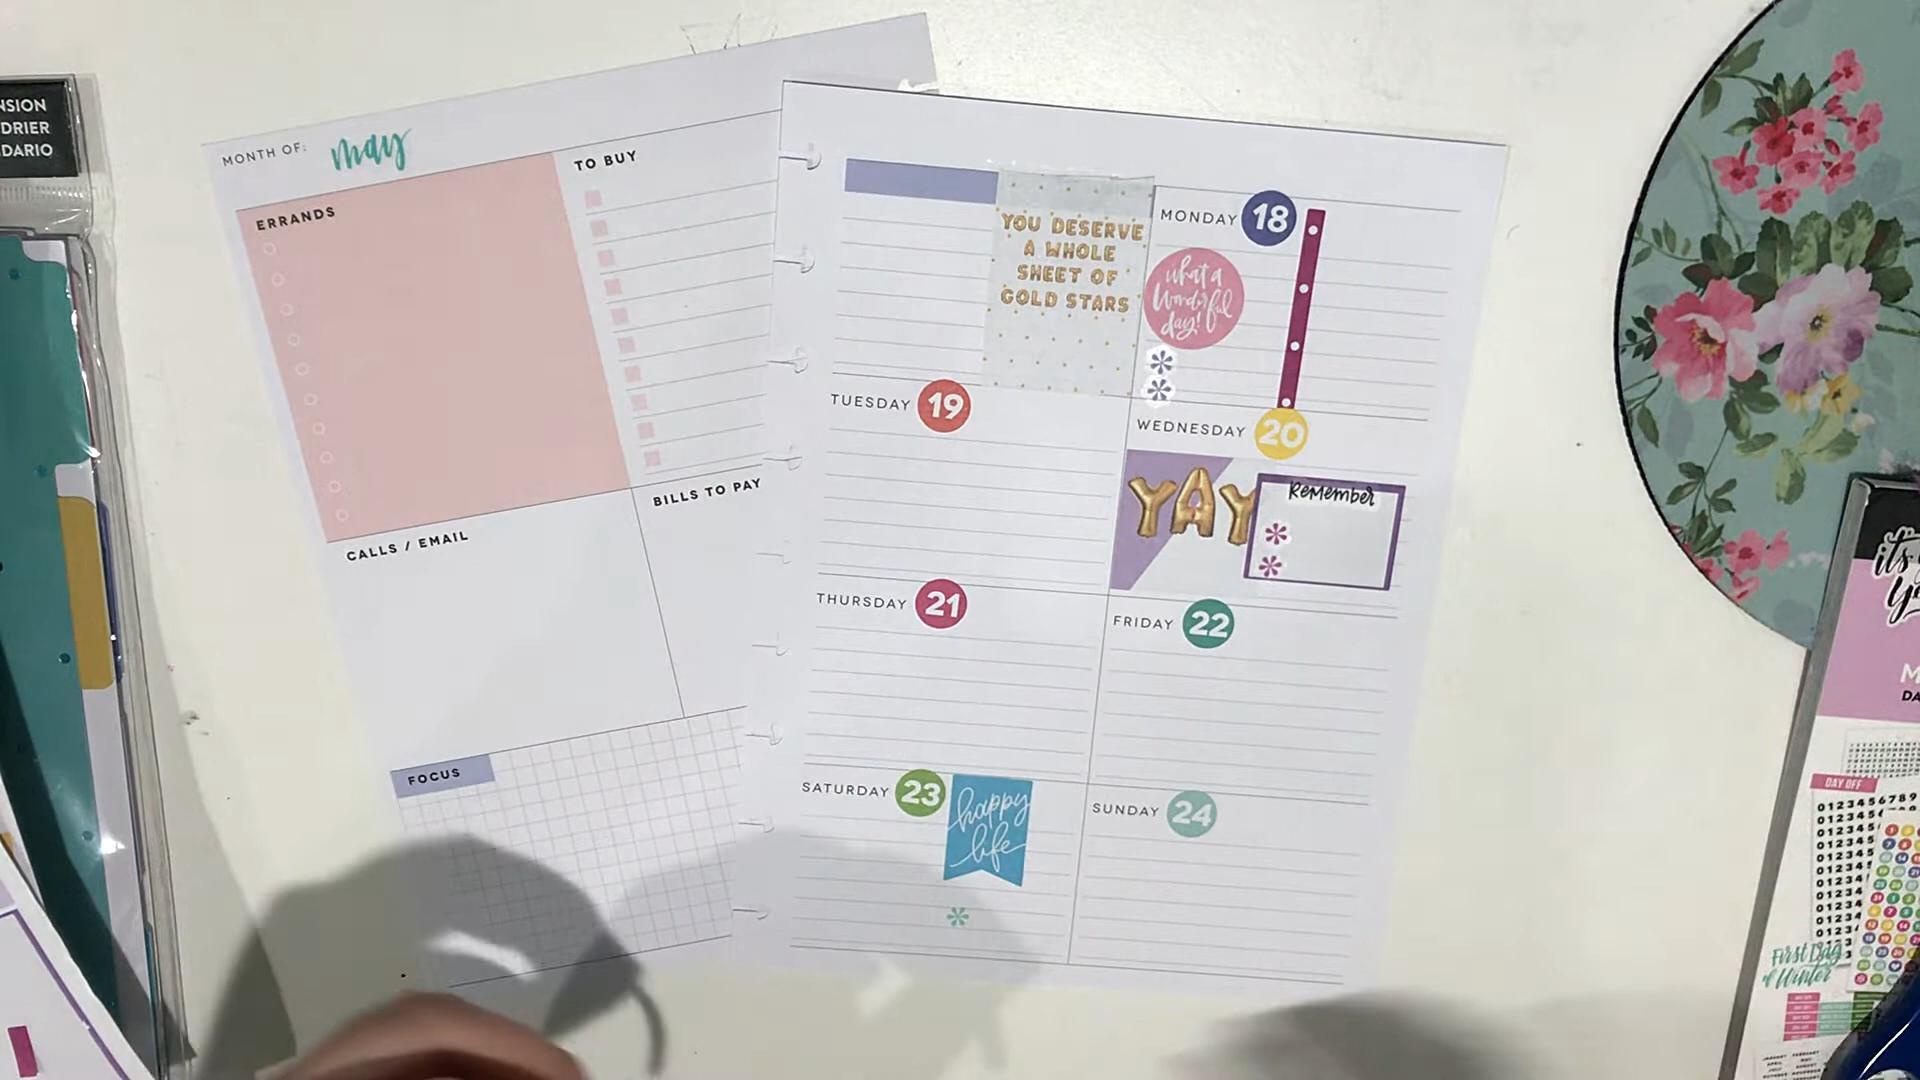 NSION
DRIER
DARIO
MONTH OF: may
ERRANDS
TO BUY
CALLS / EMAIL
BILLS TO PAY
FOCUS
YOU DESERVE
A WHOLE
SHEET OF
GOLD STARS
MONDAY 18
what a
wonderful
day!
TUESDAY 19
WEDNESDAY 20
YAY
Remember
THURSDAY 21
FRIDAY 22
SATURDAY 23
happy
life
SUNDAY 24
it's
DAY OFF
0123456789
First Day
of Winter